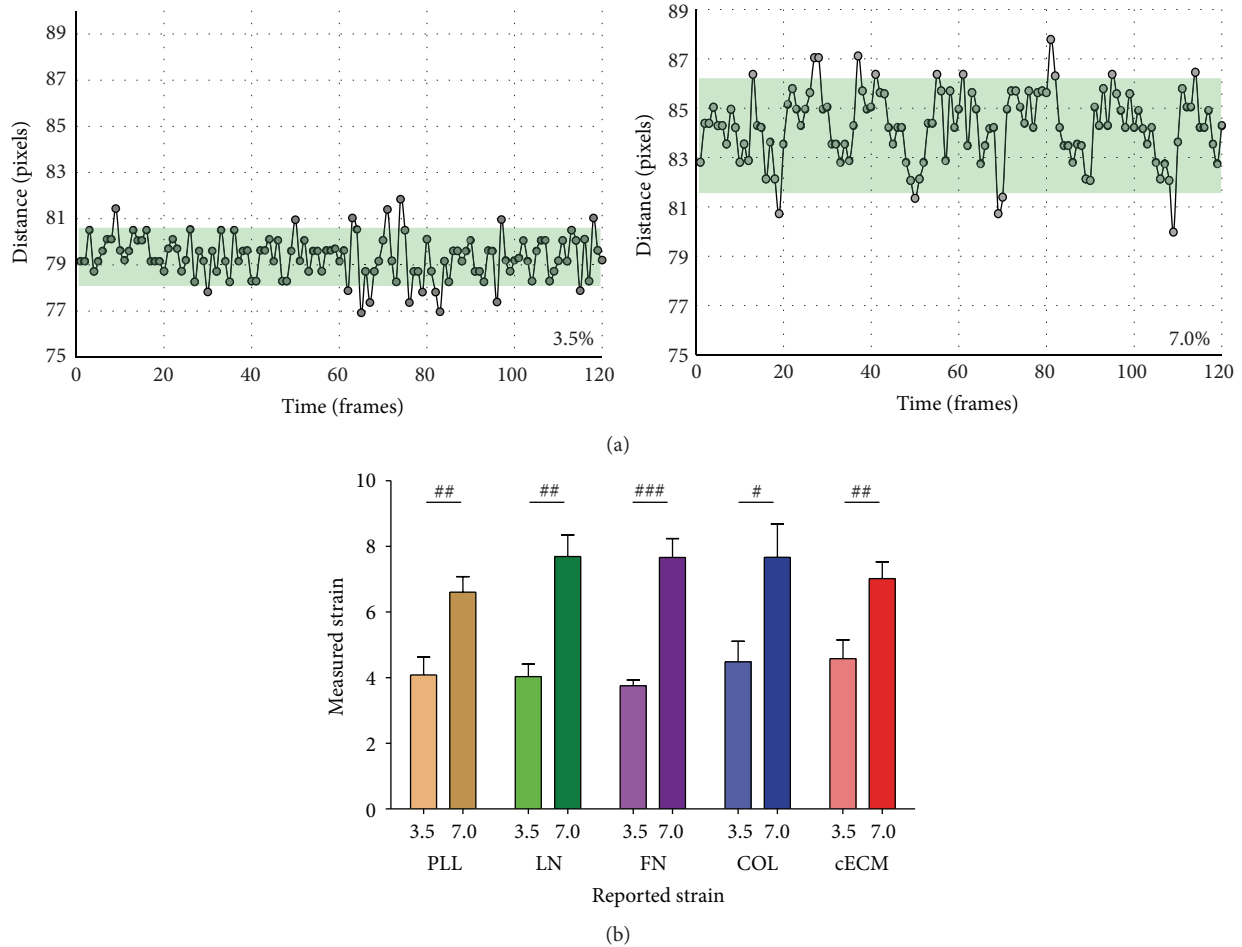 89
87
85
83
81
79
77
75
Distance (pixels)
3.5%
0 20 40 60 80 100 120
Time (frames)
89
87
85
83
81
79
77
75
Distance (pixels)
7.0%
0 20 40 60 80 100 120
Time (frames)
(a)
10
8
6
4
2
0
Measured strain
## ## ### # ##
3.5 7.0 3.5 7.0 3.5 7.0 3.5 7.0 3.5 7.0
PLL LN FN COL cECM
Reported strain
(b)